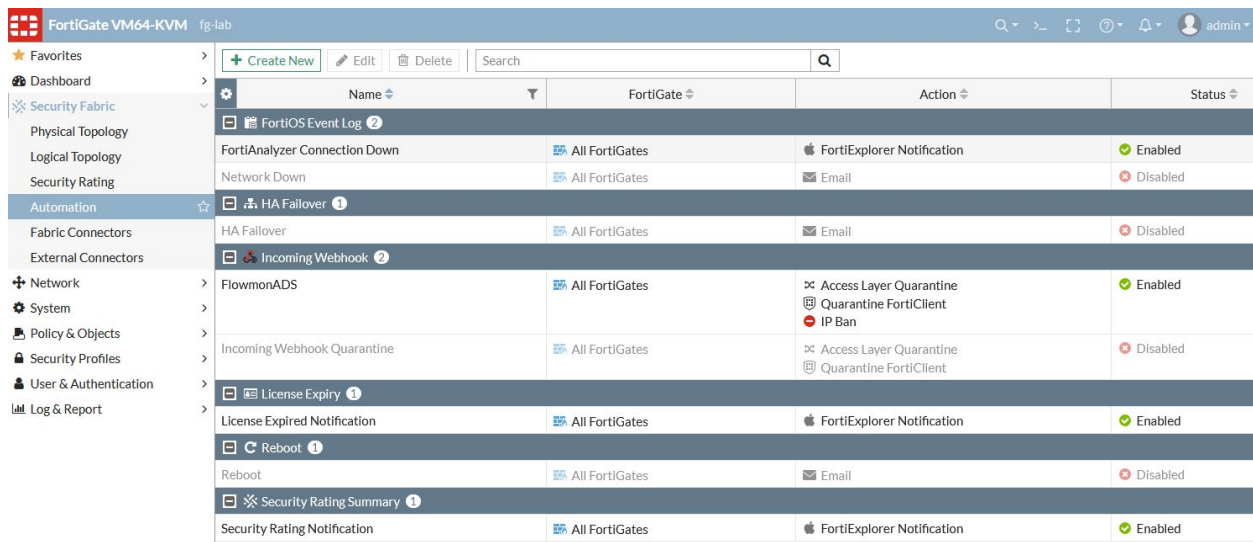 FortiGate VM64-KVM fg-lab
admin
Favorites
Dashboard
Security Fabric
Physical Topology
Logical Topology
Security Rating
Automation
Fabric Connectors
External Connectors
Network
System
Policy & Objects
Security Profiles
User & Authentication
Log & Report
+ Create New Edit Delete Search
Name FortiGate Action Status
FortiOS Event Log 2
FortiAnalyzer Connection Down All FortiGates FortiExplorer Notification Enabled
Network Down All FortiGates Email Disabled
HA Failover 1
HA Failover All FortiGates Email Disabled
Incoming Webhook 2
FlowmonADS All FortiGates Access Layer Quarantine Enabled
Quarantine FortiClient
IP Ban
Incoming Webhook Quarantine All FortiGates Access Layer Quarantine Disabled
Quarantine FortiClient
License Expiry 1
License Expired Notification All FortiGates FortiExplorer Notification Enabled
Reboot 1
Reboot All FortiGates Email Disabled
Security Rating Summary 1
Security Rating Notification All FortiGates FortiExplorer Notification Enabled